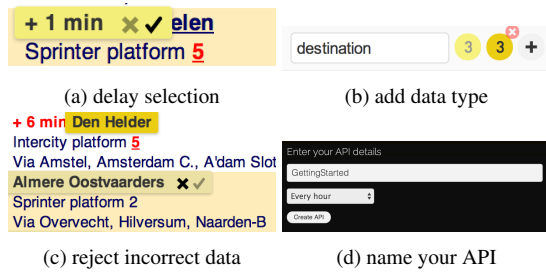 + 1 min elen
Sprinter platform 5
(a) delay selection
destination 3 3 +
(b) add data type
+ 6 min Den Helder
Intercity platform 5
Via Amstel, Amsterdam C., A'dam Slot
Almere Oostvaarders
Sprinter platform 2
Via Overvecht, Hilversum, Naarden-B
(c) reject incorrect data
Enter your API details
GettingStarted
Every hour
Create API
(d) name your API